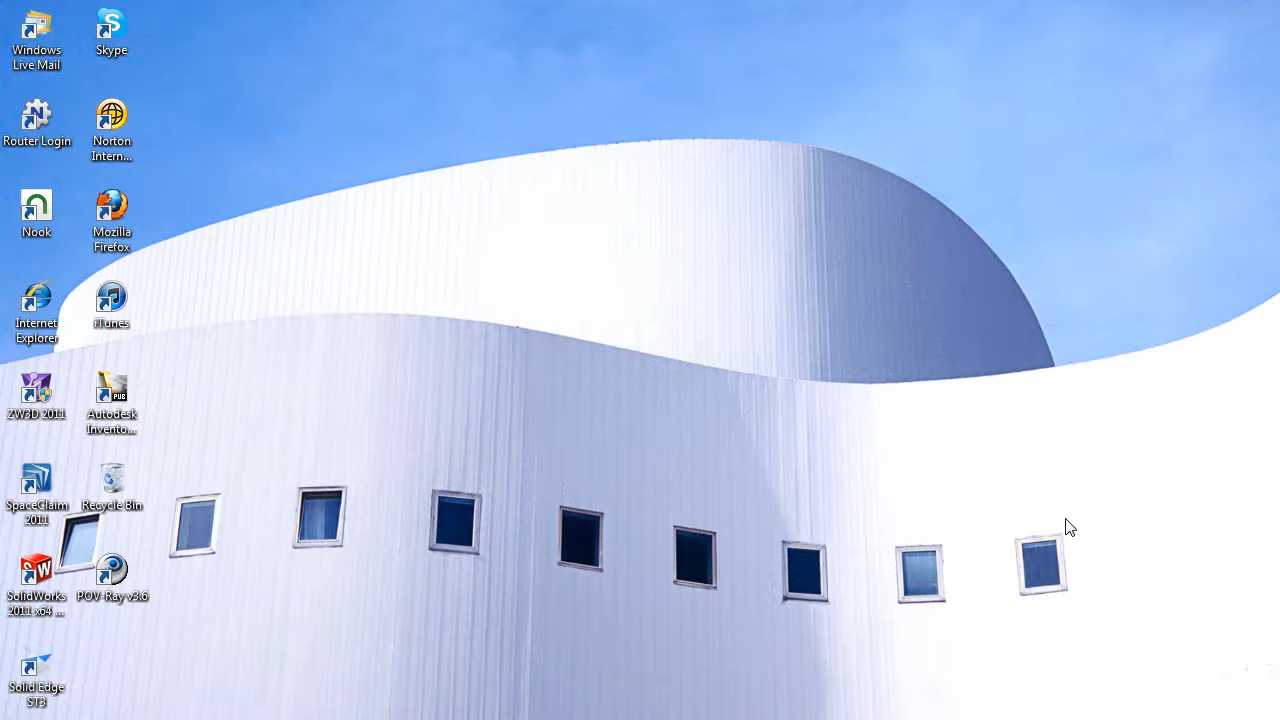 Windows
Live Mail
Skype
Router Login
Norton
Intern...
Nook
Mozilla
Firefox
Internet
Explorer
iTunes
ZW3D 2011
Autodesk
Invento...
PUB
SpaceClaim
2011
Recycle Bin
SolidWorks
2011 x64 ...
POV-Ray v3.6
Solid Edge
ST3